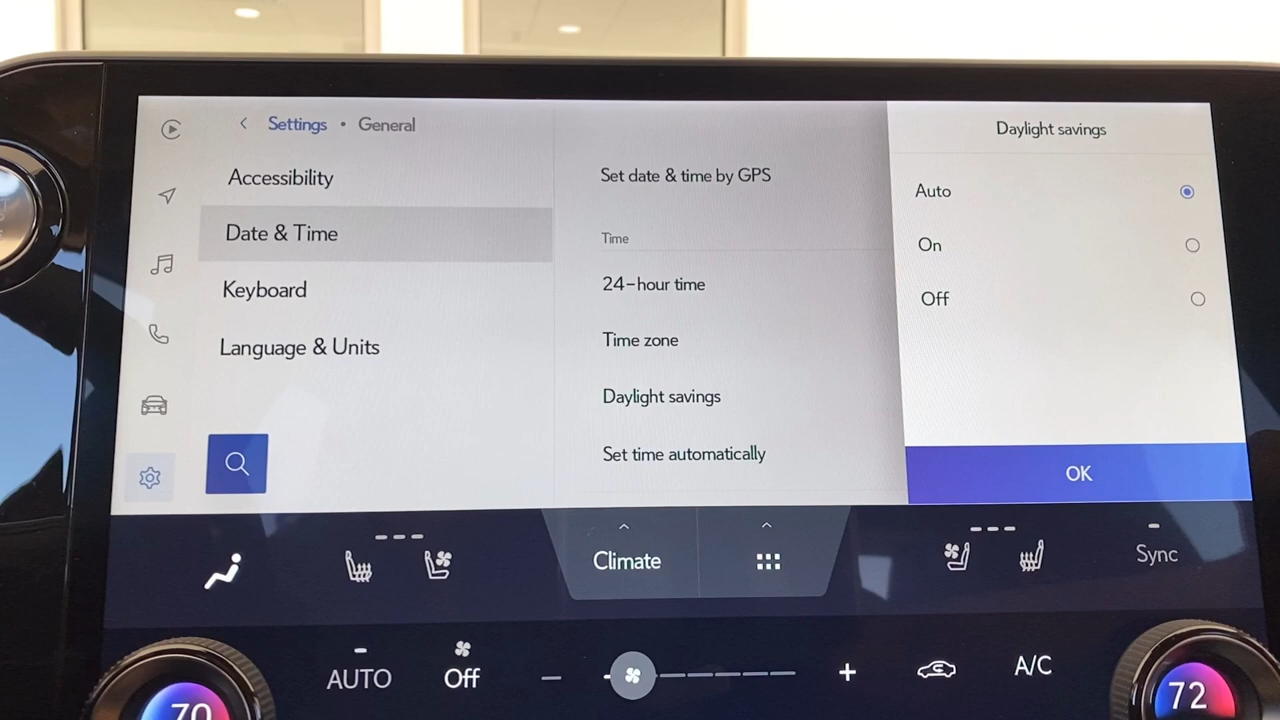 Settings • General
Accessibility
Date & Time
Keyboard
Language & Units
Set date & time by GPS
Time
24-hour time
Time zone
Daylight savings
Set time automatically
Daylight savings
Auto
On
Off
OK
Climate
Sync
AUTO
Off
A/C
70
72